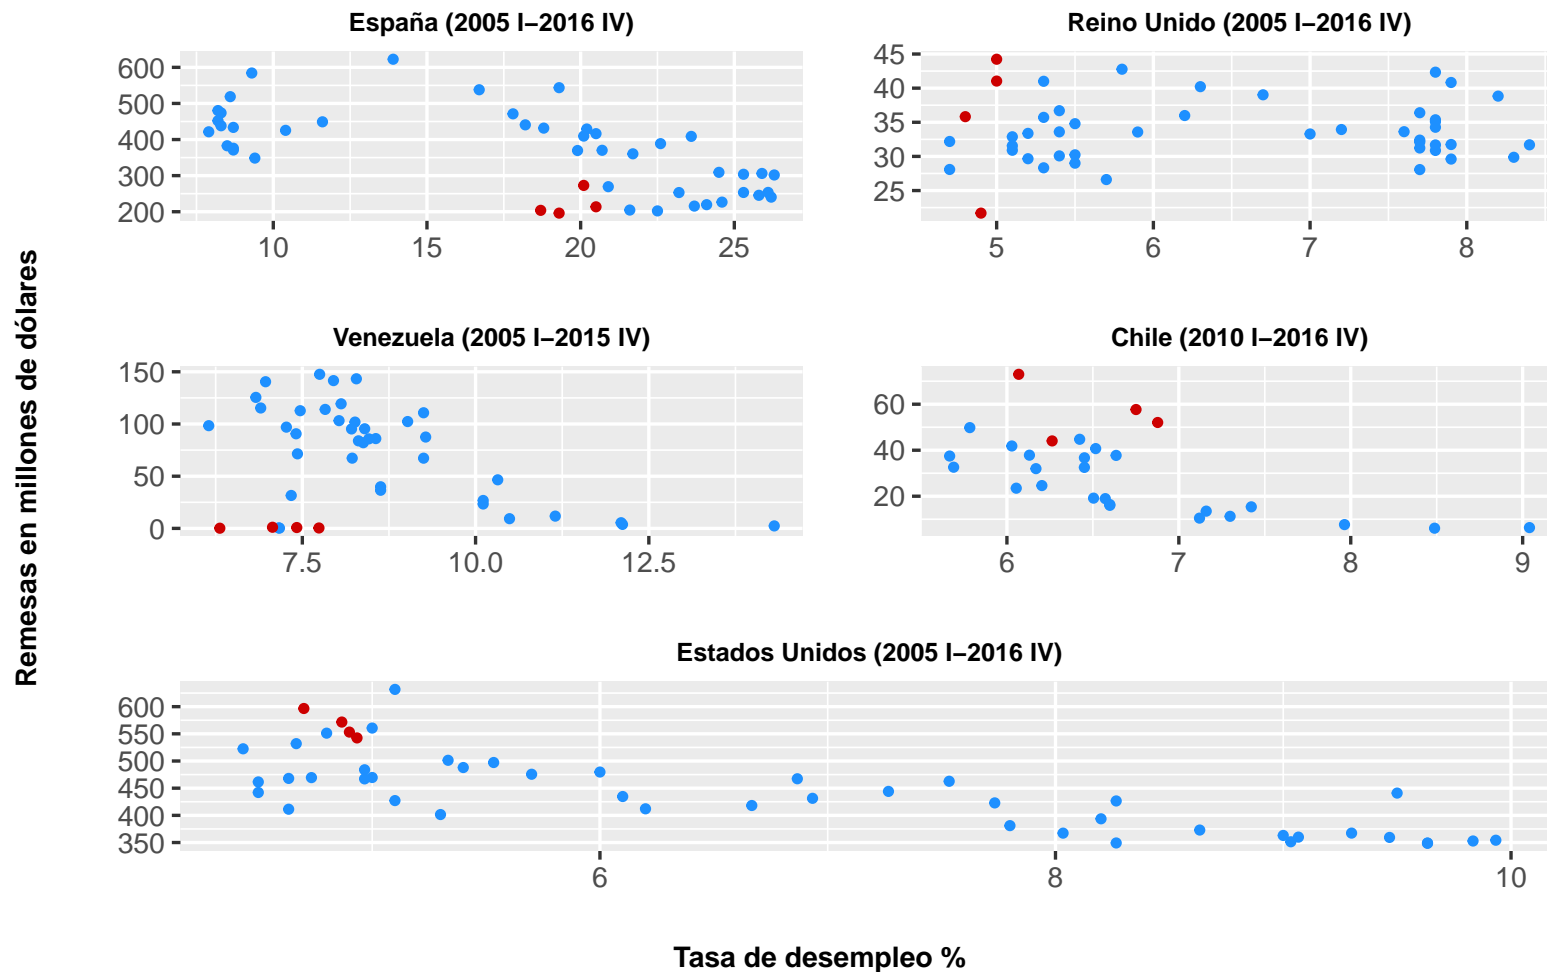 España (2005 I–2016 IV)
600
500
400
300
200
10 15 20 25
Reino Unido (2005 I–2016 IV)
45
40
35
30
25
5 6 7 8
Remesas en millones de dólares
Venezuela (2005 I–2015 IV)
150
100
50
0
7.5 10.0 12.5
Chile (2010 I–2016 IV)
60
40
20
6 7 8 9
Estados Unidos (2005 I–2016 IV)
600
550
500
450
400
350
6 8 10
Tasa de desempleo %